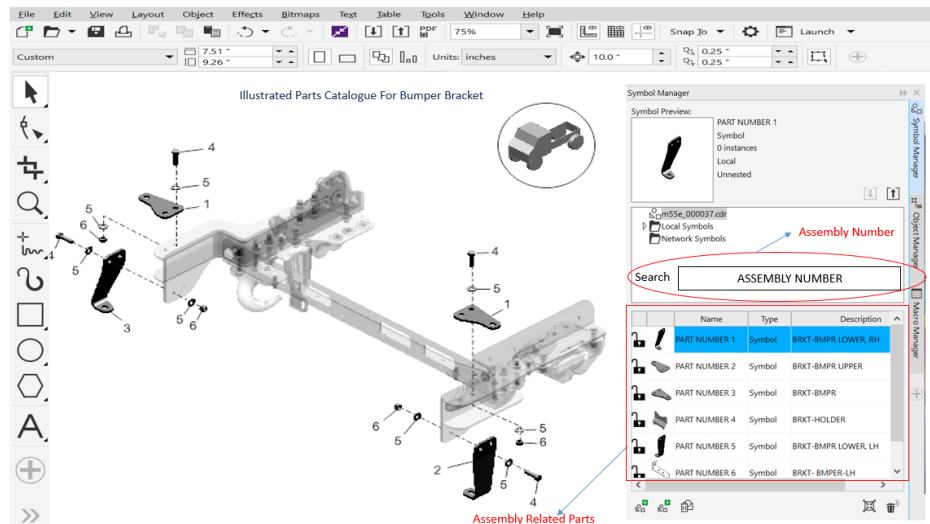 File Edit View Layout Object Effects Bitmaps Text Table Tools Window Help
PDF 75% Snap To Launch
Custom 7.51 " 9.26 " Units: inches 10.0 " 0.25 " 0.25 "
Illustrated Parts Catalogue For Bumper Bracket
4
5
1
5
6
4
5
3
5
6
4
5
1
6
5
5
6
2
5
4
Symbol Manager
Symbol Preview:
PART NUMBER 1
Symbol
0 instances
Local
Unnested
m55e_000037.cdr
Local Symbols
Network Symbols
Assembly Number
Search ASSEMBLY NUMBER
Name Type Description
PART NUMBER 1 Symbol BRKT-BMPR LOWER, RH
PART NUMBER 2 Symbol BRKT-BMPR UPPER
PART NUMBER 3 Symbol BRKT-BMPR
PART NUMBER 4 Symbol BRKT-HOLDER
PART NUMBER 5 Symbol BRKT-BMPR LOWER, LH
PART NUMBER 6 Symbol BRKT- BMPER-LH
Assembly Related Parts
Symbol Manager
Object Manager
Macro Manager